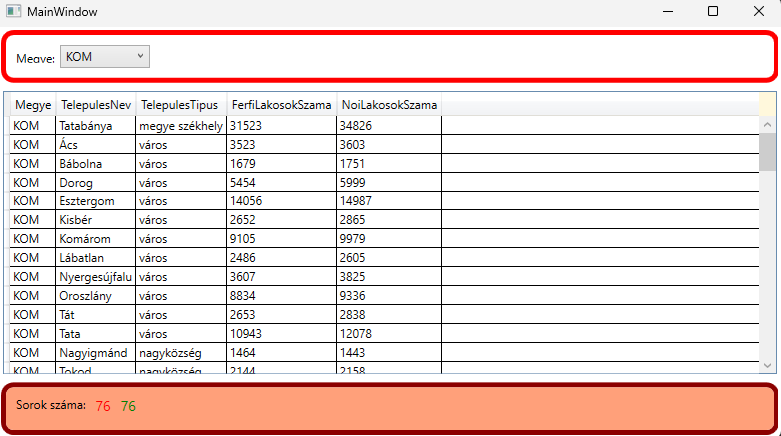 MainWindow
Megye: KOM
Megye TelepulesNev TelepulesTipus FerfiLakosokSzama NoiLakosokSzama
KOM Tatabánya megye székhely 31523 34826
KOM Ács város 3523 3603
KOM Bábolna város 1679 1751
KOM Dorog város 5454 5999
KOM Esztergom város 14056 14987
KOM Kisbér város 2652 2865
KOM Komárom város 9105 9979
KOM Lábatlan város 2486 2605
KOM Nyergesújfalu város 3607 3825
KOM Oroszlány város 8834 9336
KOM Tát város 2653 2838
KOM Tata város 10943 12078
KOM Nagyigmánd nagyközség 1464 1443
KOM Tokod nagyközség 2144 2158
Sorok száma: 76 76